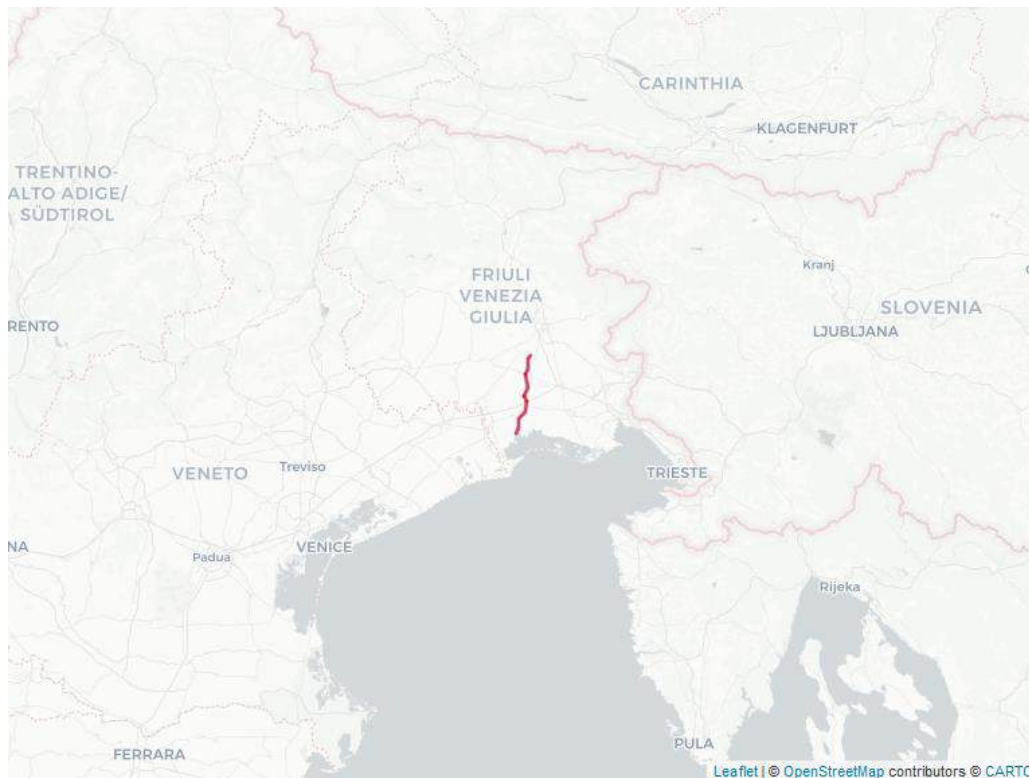 CARINTHIA
KLAGENFURT
TRENTINO-
ALTO ADIGE/
SÜDTIROL
Kranj
FRIULI
VENEZIA
GIULIA
SLOVENIA
RENTO
LJUBLJANA
VENETO
Treviso
TRIESTE
NA
Padua
VENICE
Rijeka
FERRARA
PULA
Leaflet | © OpenStreetMap contributors © CARTO